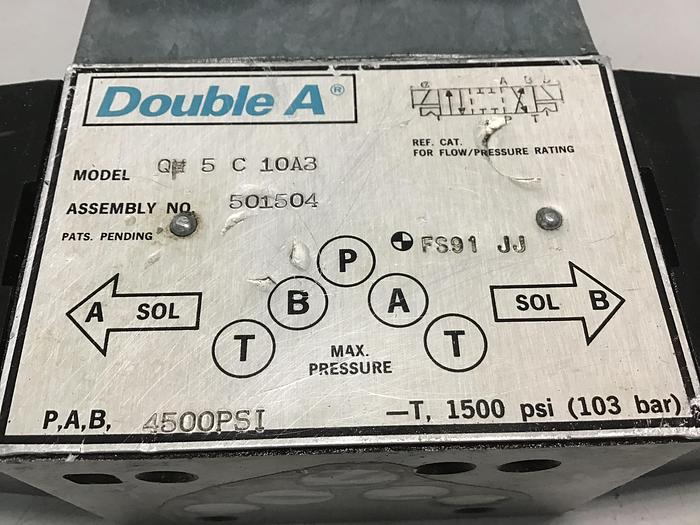 Double A®
A B
P T
REF. CAT.
FOR FLOW/PRESSURE RATING
MODEL 5 C 10A3
ASSEMBLY NO. 501504
PATS. PENDING
FS91 JJ
P
B A
T T
A SOL
SOL B
MAX.
PRESSURE
P,A,B, 4500PSI
—T, 1500 psi (103 bar)